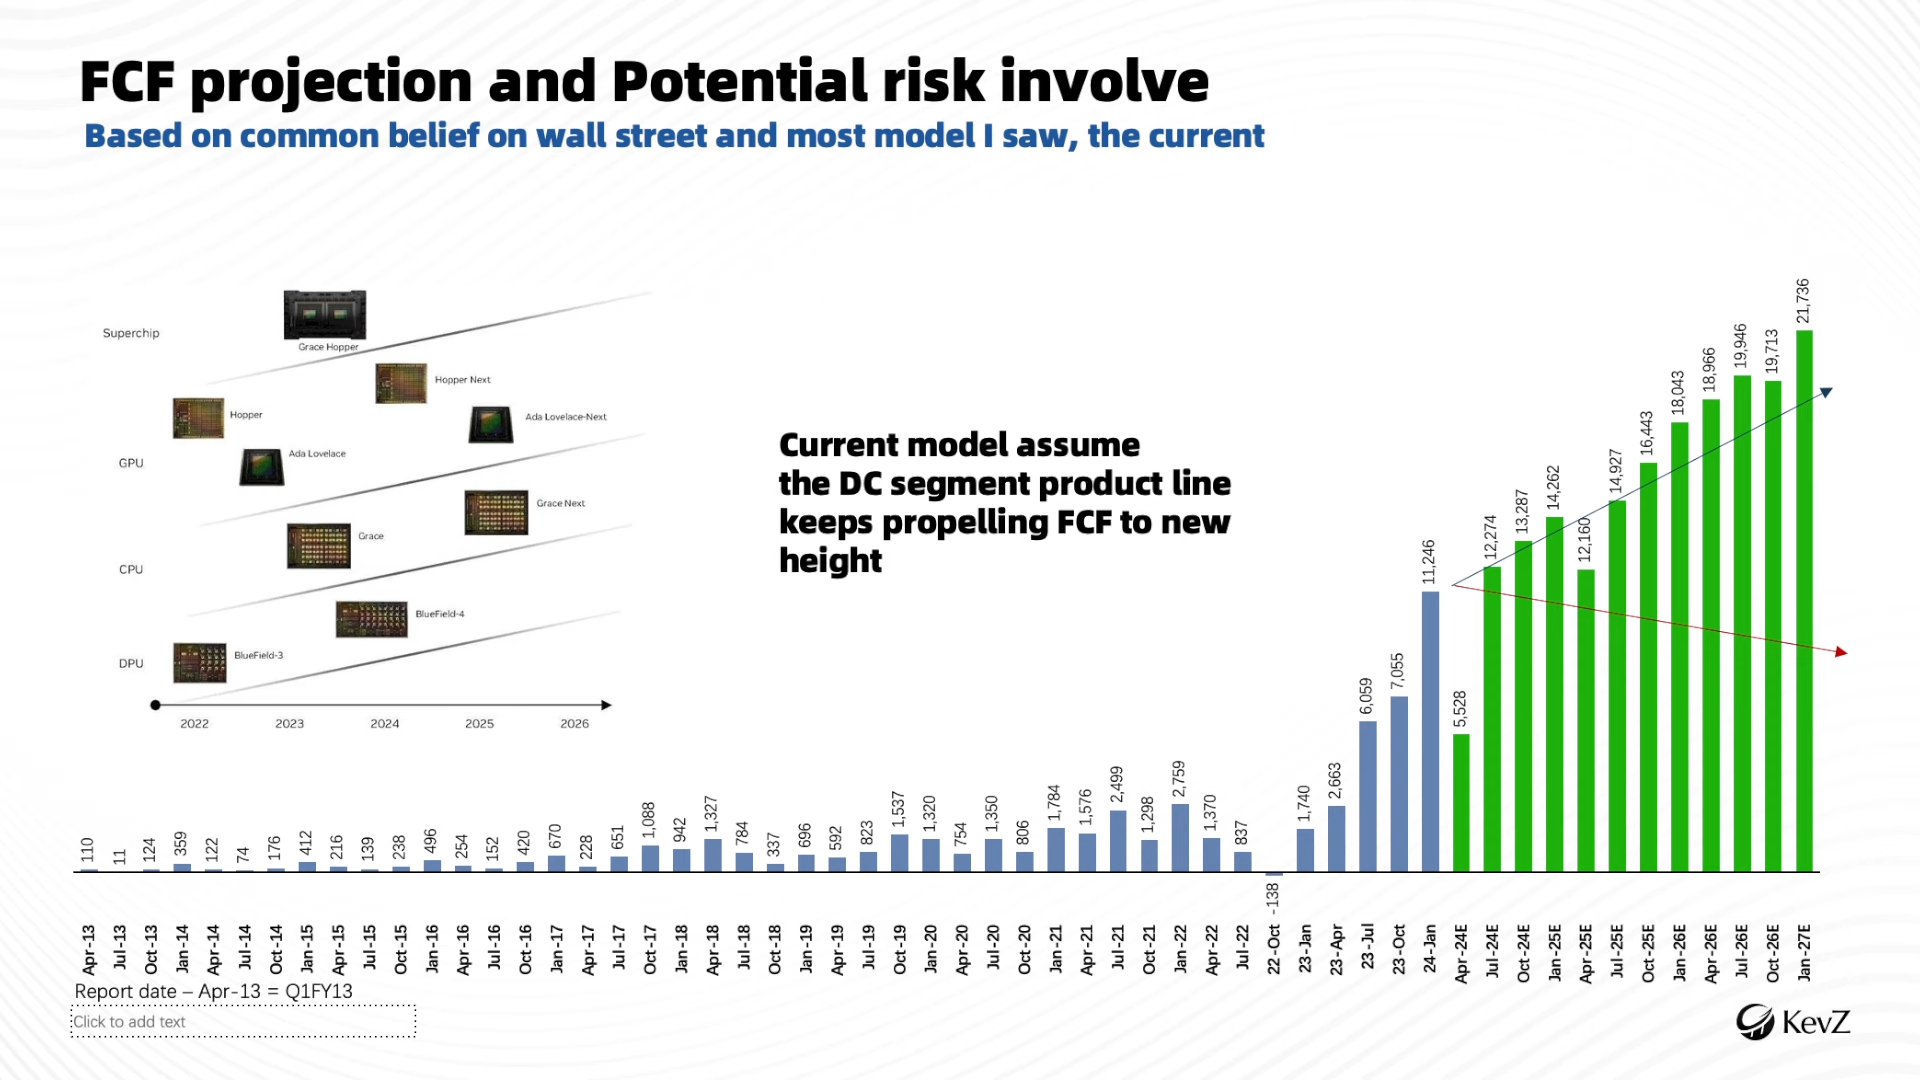 FCF projection and Potential risk involve
Based on common belief on wall street and most model I saw, the current
Superchip
Grace Hopper
Hopper Next
Hopper
Ada Lovelace-Next
Ada Lovelace
GPU
Grace Next
Grace
CPU
BlueField-4
BlueField-3
DPU
2022 2023 2024 2025 2026
Current model assume
the DC segment product line
keeps propelling FCF to new
height
110 11 124 359 122 74 176 412 216 139 238 496 254 152 420 670 228 651 1,088 942 1,327 784 337 696 592 823 1,537 1,320 754 1,350 806 1,784 1,576 2,499 1,298 2,759 1,370 837 -138 1,740 2,663 6,059 7,055 11,246 5,528 12,274 13,287 14,262 12,160 14,927 16,443 18,043 18,966 19,946 19,713 21,736
Apr-13 Jul-13 Oct-13 Jan-14 Apr-14 Jul-14 Oct-14 Jan-15 Apr-15 Jul-15 Oct-15 Jan-16 Apr-16 Jul-16 Oct-16 Jan-17 Apr-17 Jul-17 Oct-17 Jan-18 Apr-18 Jul-18 Oct-18 Jan-19 Apr-19 Jul-19 Oct-19 Jan-20 Apr-20 Jul-20 Oct-20 Jan-21 Apr-21 Jul-21 Oct-21 Jan-22 Apr-22 Jul-22 22-Oct 23-Jan 23-Apr 23-Jul 23-Oct 24-Jan Apr-24E Jul-24E Oct-24E Jan-25E Apr-25E Jul-25E Oct-25E Jan-26E Apr-26E Jul-26E Oct-26E Jan-27E
Report date – Apr-13 = Q1FY13
Click to add text
KevZ